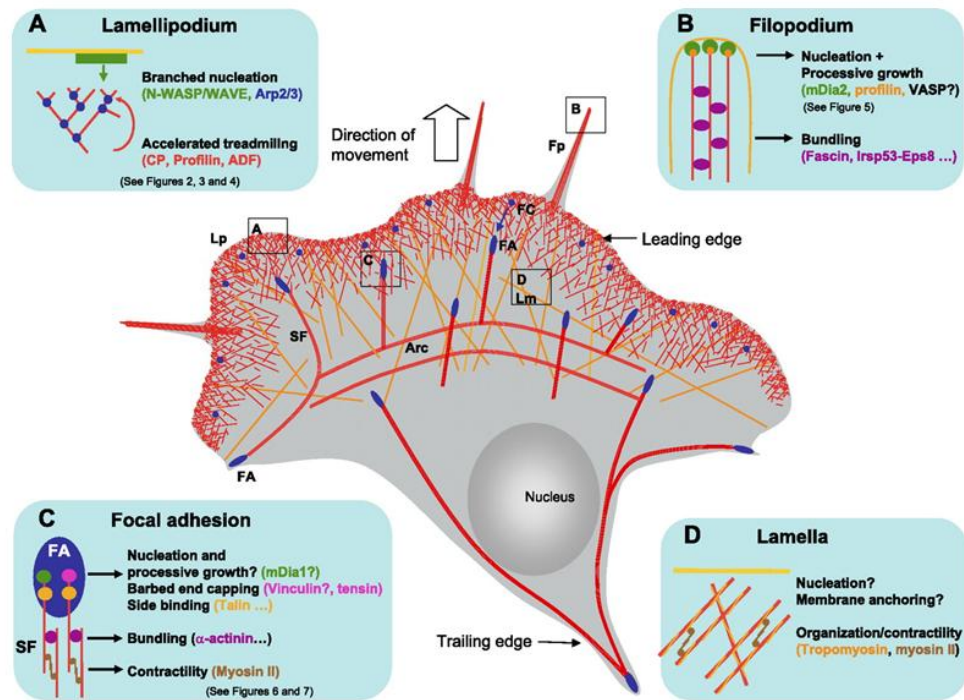 A Lamellipodium
Branched nucleation
(N-WASP/WAVE, Arp2/3)
Accelerated treadmilling
(CP, Profilin, ADF)
(See Figures 2, 3 and 4)
B Filopodium
Nucleation +
Processive growth
(mDia2, profilin, VASP?)
(See Figure 5)
Bundling
(Fascin, Irsp53-Eps8 ...)
Direction of
movement
B
Fp
Lp
A
FC
FA
Leading edge
C
D
Lm
SF
Arc
FA
Nucleus
Trailing edge
C Focal adhesion
FA
Nucleation and
processive growth? (mDia1?)
Barbed end capping (Vinculin?, tensin)
Side binding (Talin ...)
SF
Bundling (α-actinin...)
Contractility (Myosin II)
(See Figures 6 and 7)
D Lamella
Nucleation?
Membrane anchoring?
Organization/contractility
(Tropomyosin, myosin II)